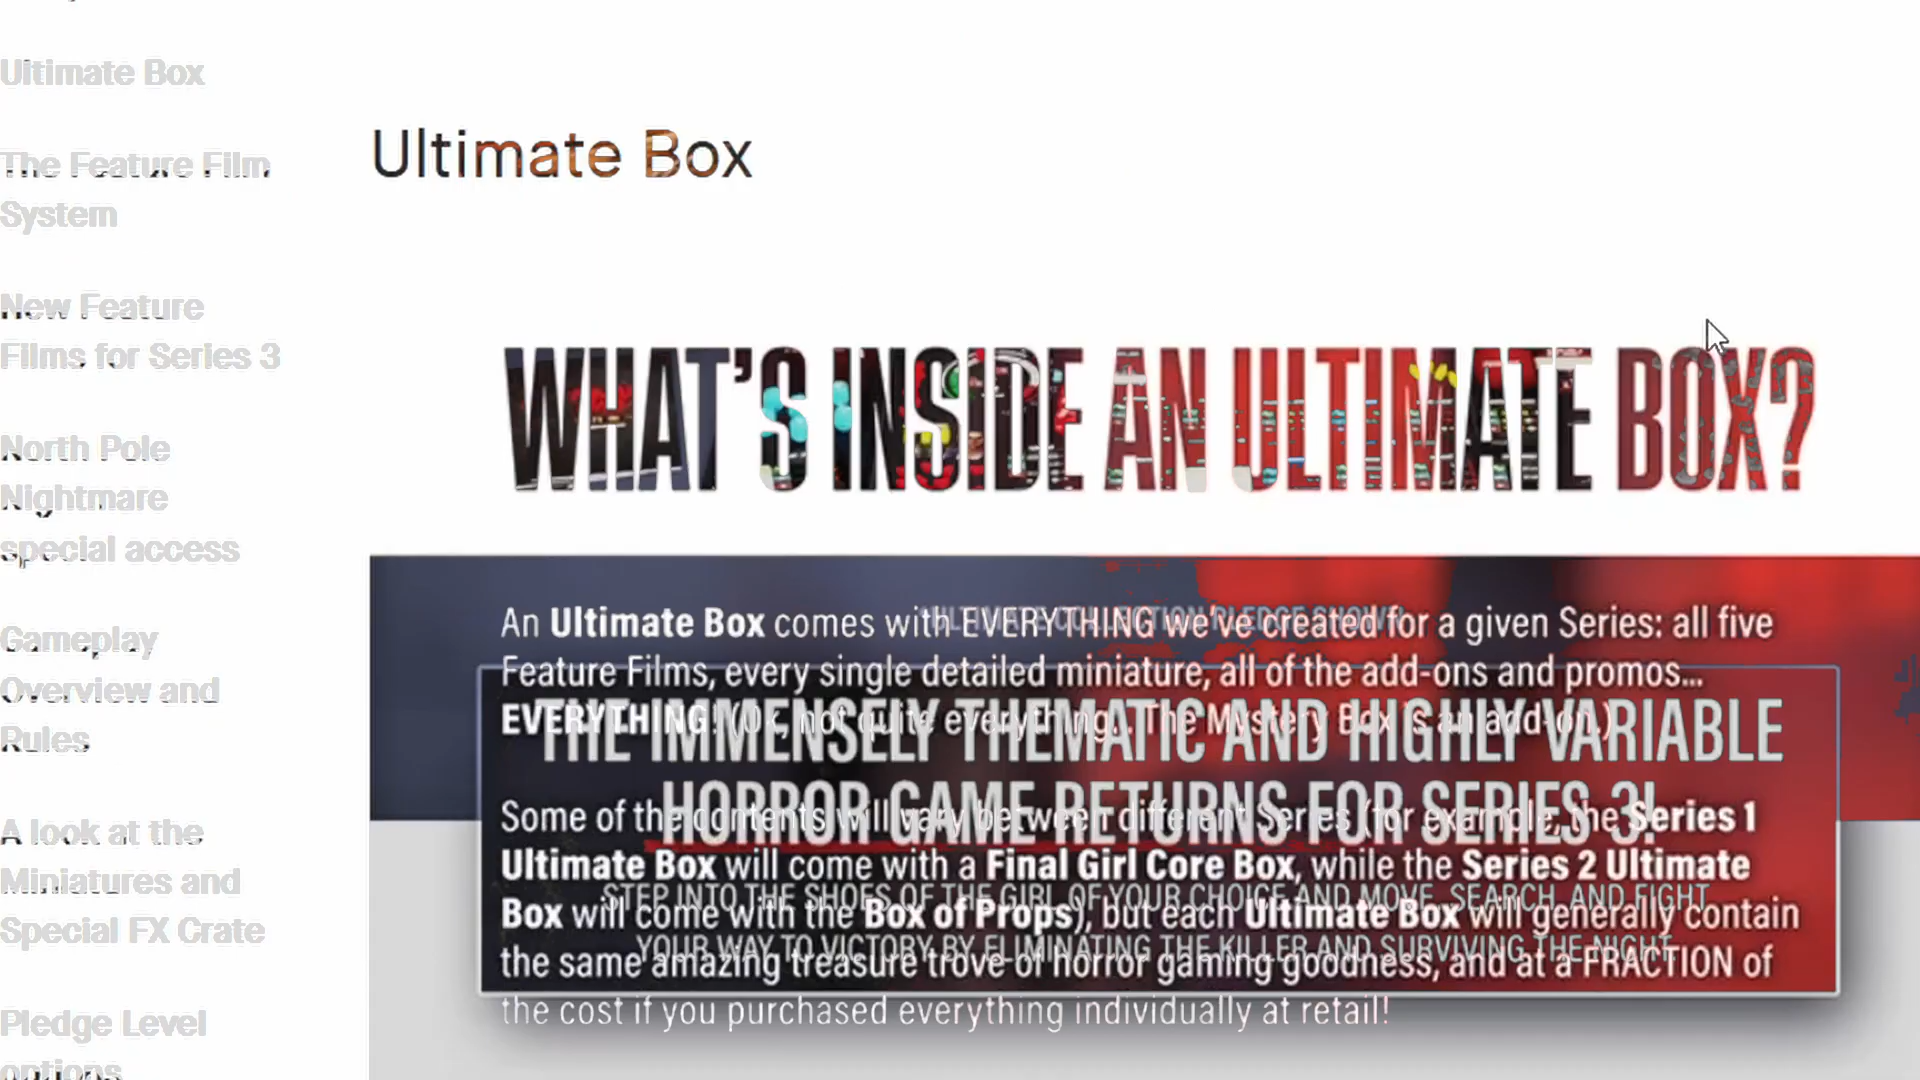 Ultimate Box
The Feature Film
System
New Feature
Films for Series 3
North Pole
Nightmare
special access
Gameplay
Overview and
Rules
A look at the
Miniatures and
Special FX Crate
Pledge Level
options
Ultimate Box
WHAT'S INSIDE AN ULTIMATE BOX?
*ULTIMATE COLLECTION PLEDGE SHOWN
An Ultimate Box comes with EVERYTHING we've created for a given Series: all five
Feature Films, every single detailed miniature, all of the add-ons and promos...
EVERYTHING! (Ok, not quite everything... The Mystery Box is an add-on.)
THE IMMENSELY THEMATIC AND HIGHLY VARIABLE
HORROR GAME RETURNS FOR SERIES 3!
Some of the contents will vary between different Series (for example, the Series 1
Ultimate Box will come with a Final Girl Core Box, while the Series 2 Ultimate
Box will come with the Box of Props), but each Ultimate Box will generally contain
the same amazing treasure trove of horror gaming goodness, and at a FRACTION of
the cost if you purchased everything individually at retail!
STEP INTO THE SHOES OF THE GIRL OF YOUR CHOICE AND MOVE, SEARCH, AND FIGHT
YOUR WAY TO VICTORY BY ELIMINATING THE KILLER AND SURVIVING THE NIGHT.